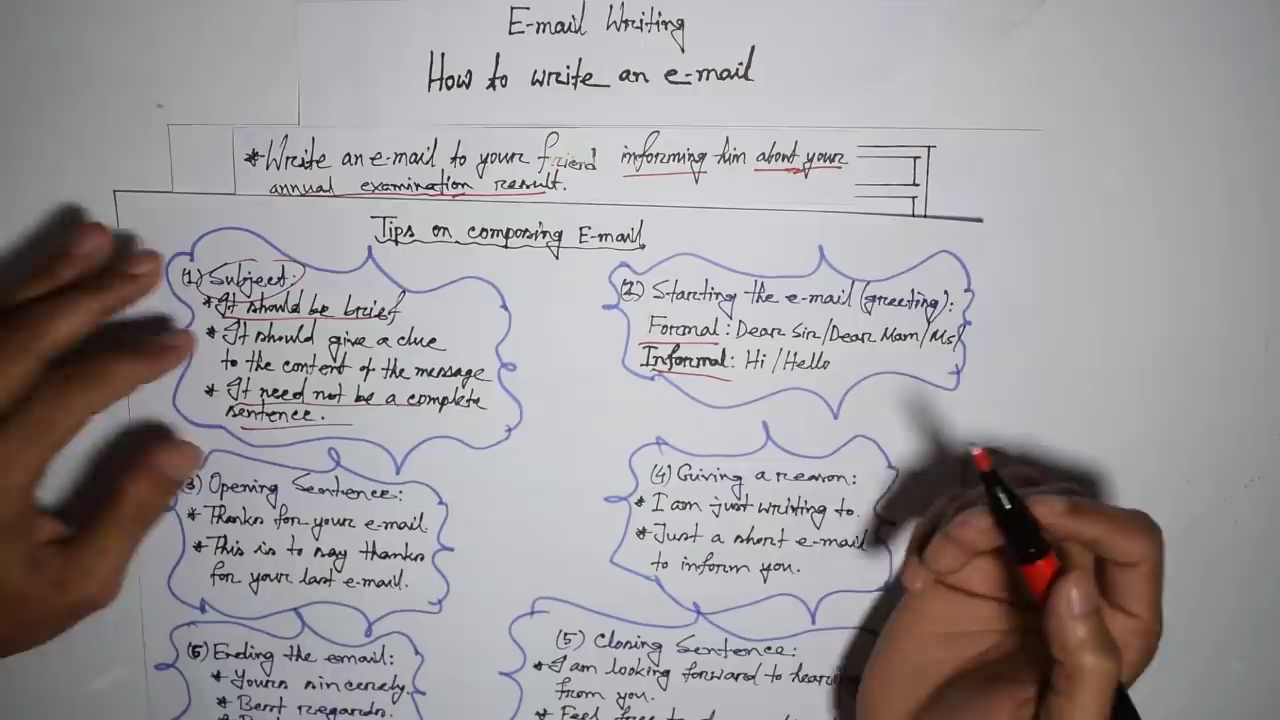 E-mail Writing
How to write an e-mail
*Write an e-mail to your friend informing him about your
annual examination result.
Tips on composing E-mail
(1) Subject:
*It should be brief
* It should give a clue
to the content of the message
* It need not be a complete
sentence.
(2) Starting the e-mail (greeting):
Formal: Dear Sir/Dear Mam/Ms/
Informal: Hi/Hello
3) Opening Sentence:
* Thanks for your e-mail.
*This is to say thanks
for your last e-mail.
(4) Giving a reason:
* I am just writing to.
*Just a short e-mail
to inform you.
(5) Closing Sentence:
*I am looking forward to
from you.
* Feel free to
(6) Ending the email:
* Yours sincerely.
* Best regards.